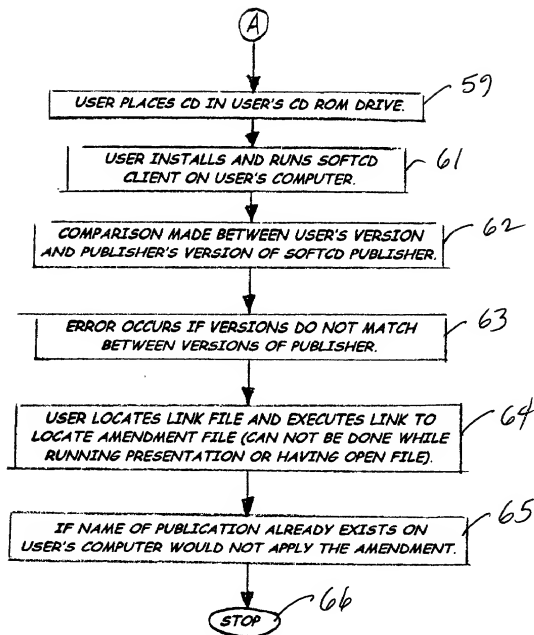 A
USER PLACES CD IN USER'S CD ROM DRIVE.
59
USER INSTALLS AND RUNS SOFTCD
CLIENT ON USER'S COMPUTER.
61
COMPARISON MADE BETWEEN USER'S VERSION
AND PUBLISHER'S VERSION OF SOFTCD PUBLISHER.
62
ERROR OCCURS IF VERSIONS DO NOT MATCH
BETWEEN VERSIONS OF PUBLISHER.
63
USER LOCATES LINK FILE AND EXECUTES LINK TO
LOCATE AMENDMENT FILE (CAN NOT BE DONE WHILE
RUNNING PRESENTATION OR HAVING OPEN FILE).
64
IF NAME OF PUBLICATION ALREADY EXISTS ON
USER'S COMPUTER WOULD NOT APPLY THE AMENDMENT.
65
STOP
66